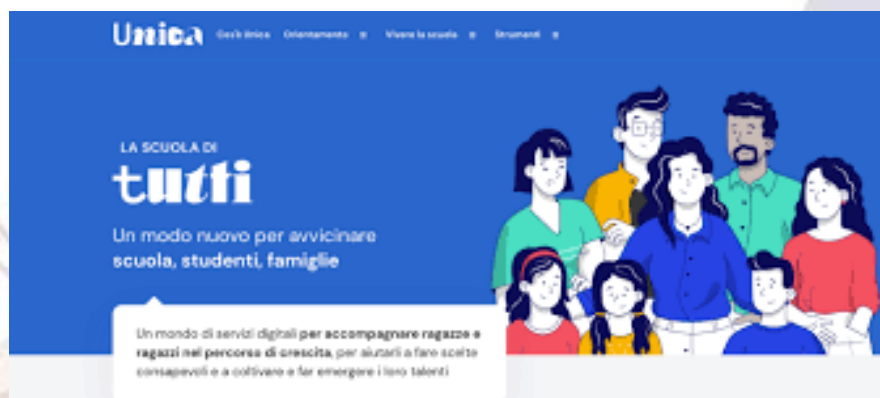 Unica Cos'è Unica Orientamento Vivere la scuola Strumenti
LA SCUOLA DI
tutti
Un modo nuovo per avvicinare
scuola, studenti, famiglie
Un mondo di servizi digitali per accompagnare ragazze e
ragazzi nel percorso di crescita, per aiutarli a fare scelte
consapevoli e a coltivare e far emergere i loro talenti